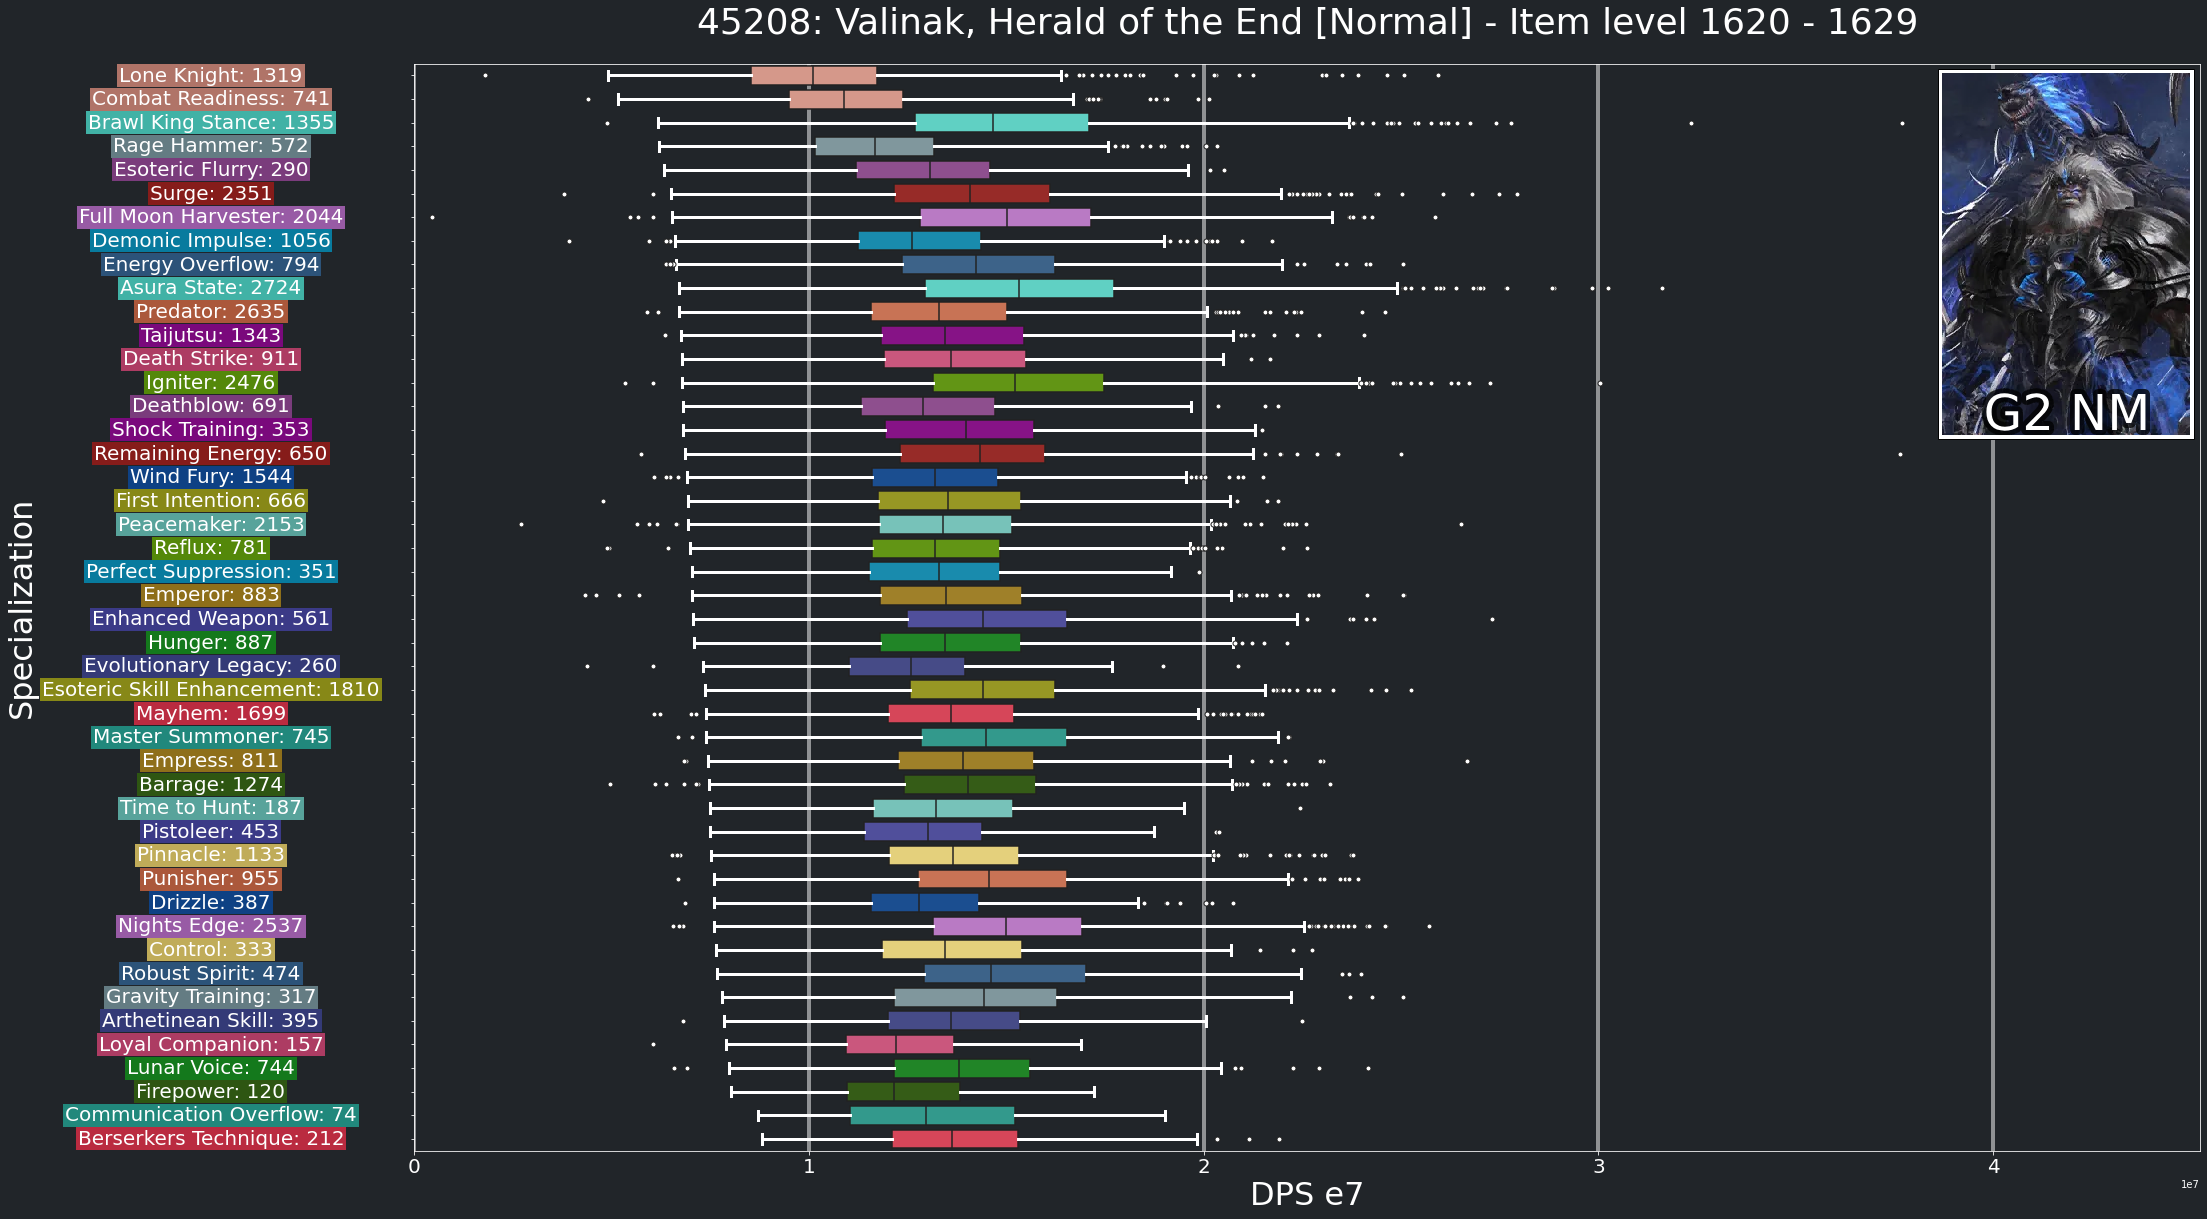 45208: Valinak, Herald of the End [Normal] - Item level 1620 - 1629
Lone Knight: 1319
Combat Readiness: 741
Brawl King Stance: 1355
Rage Hammer: 572
Esoteric Flurry: 290
Surge: 2351
Full Moon Harvester: 2044
Demonic Impulse: 1056
Energy Overflow: 794
Asura State: 2724
Predator: 2635
Taijutsu: 1343
Death Strike: 911
Igniter: 2476
Deathblow: 691
Shock Training: 353
Remaining Energy: 650
Wind Fury: 1544
First Intention: 666
Peacemaker: 2153
Reflux: 781
Perfect Suppression: 351
Emperor: 883
Enhanced Weapon: 561
Hunger: 887
Evolutionary Legacy: 260
Esoteric Skill Enhancement: 1810
Mayhem: 1699
Master Summoner: 745
Empress: 811
Barrage: 1274
Time to Hunt: 187
Pistoleer: 453
Pinnacle: 1133
Punisher: 955
Drizzle: 387
Nights Edge: 2537
Control: 333
Robust Spirit: 474
Gravity Training: 317
Arthetinean Skill: 395
Loyal Companion: 157
Lunar Voice: 744
Firepower: 120
Communication Overflow: 74
Berserkers Technique: 212
Specialization
G2 NM
0 1 2 3 4
DPS e7
1e7